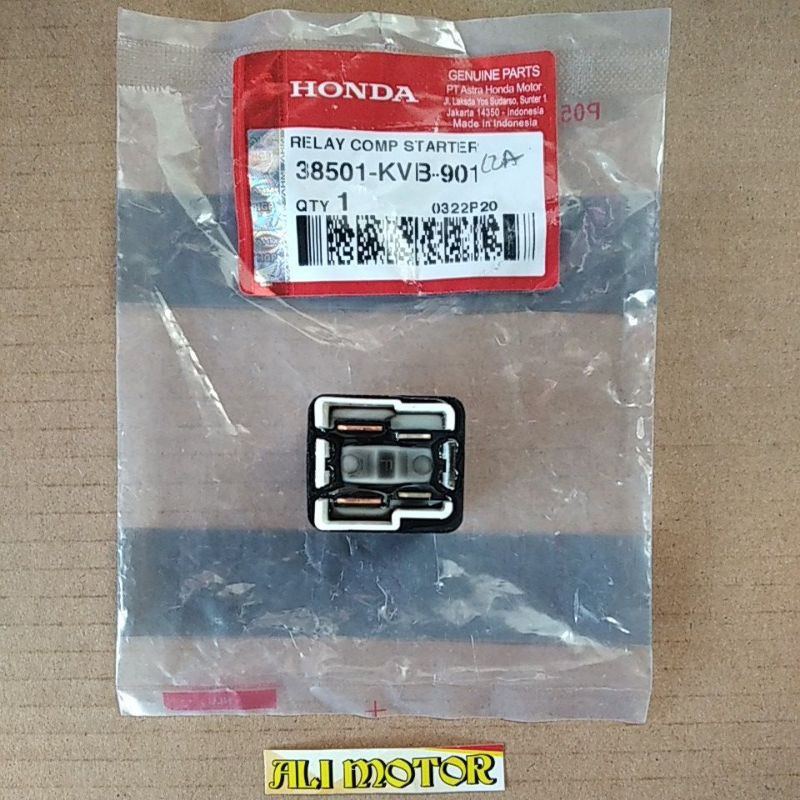 HONDA
GENUINE PARTS
PT Astra Honda Motor
Jl. Laksda Yos Sudarso, Sunter 1
Jakarta 14350 - Indonesia
Made in Indonesia
RELAY COMP STARTER
38501-KVB-901
QTY 1
0322P20
P05
ALI MOTOR